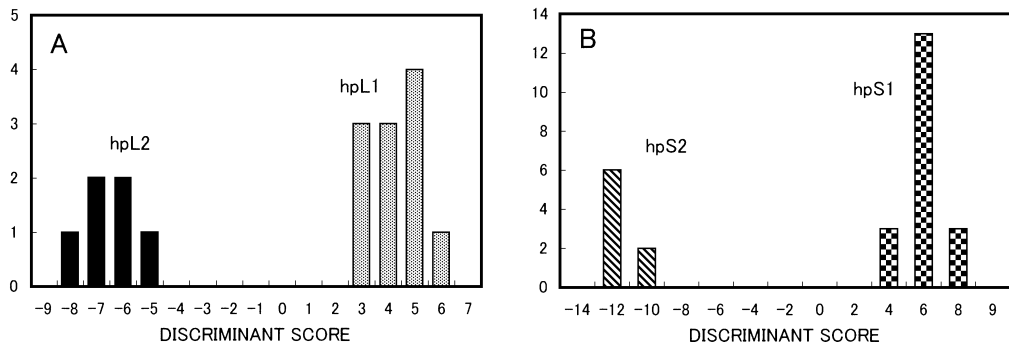 5
A
4
hpL1
3
hpL2
2
1
0
-9 -8 -7 -6 -5 -4 -3 -2 -1 0 1 2 3 4 5 6 7
DISCRIMINANT SCORE
14
B
12
hpS1
10
8
hpS2
6
4
2
0
-14 -12 -10 -8 -6 -4 -2 0 2 4 6 8 9
DISCRIMINANT SCORE